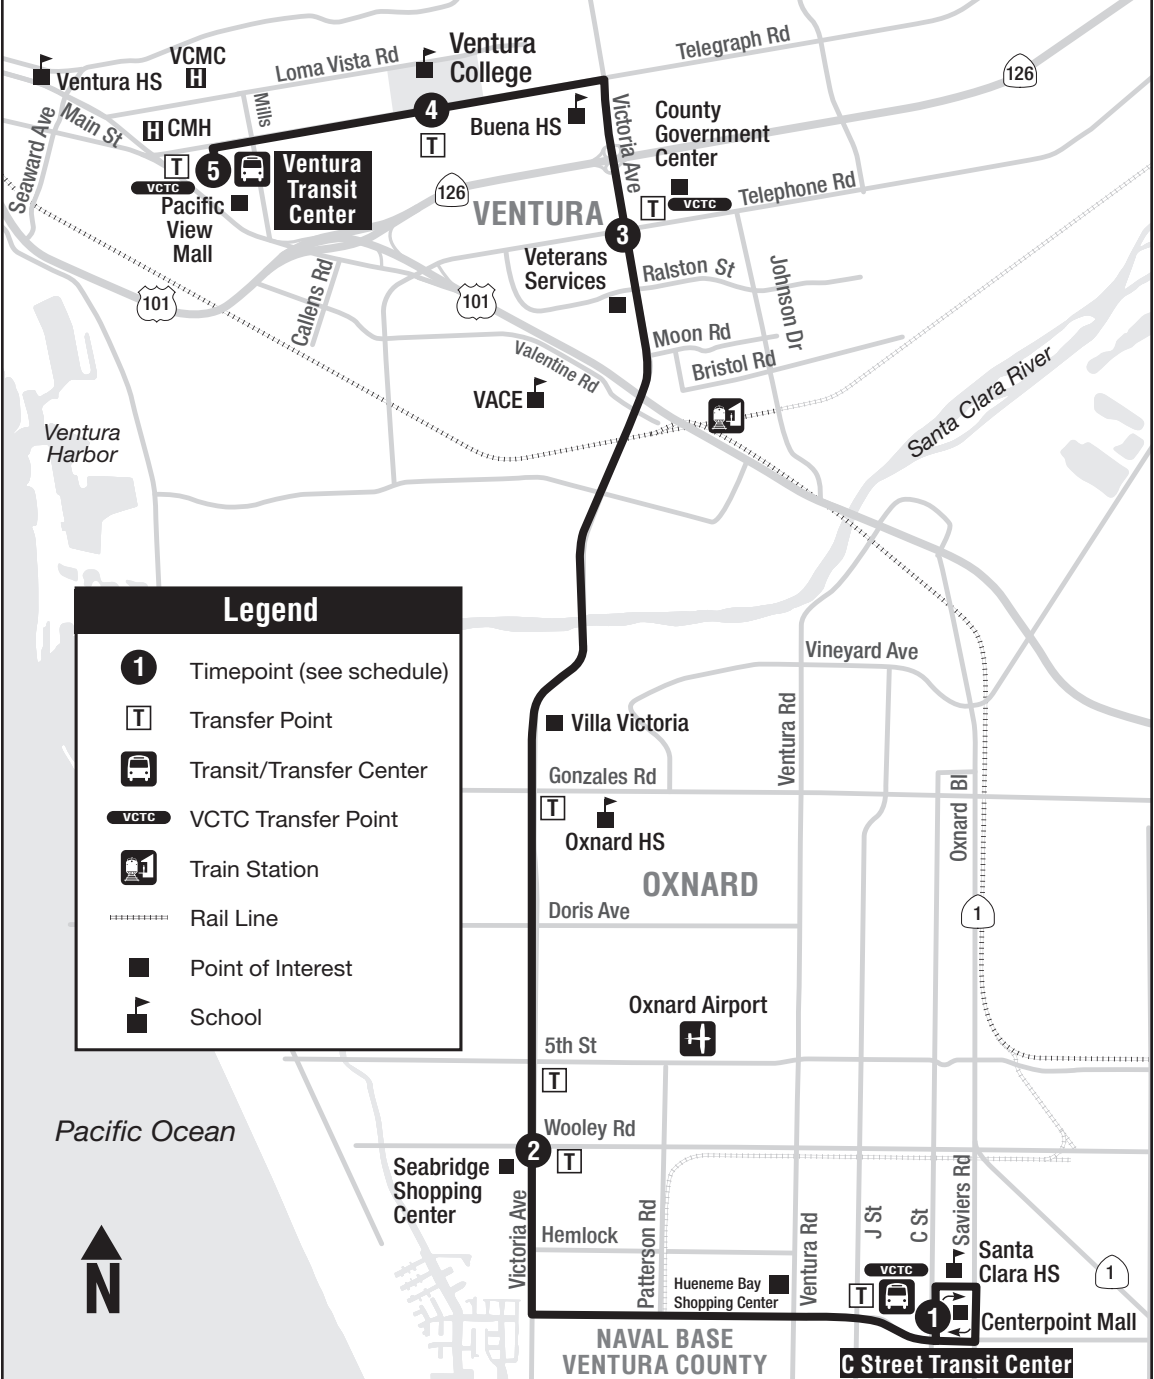 Ventura HS
VCMC
H
Loma Vista Rd
Ventura
College
Telegraph Rd
126
Seaward Ave
Main St
H CMH
Mills
4
T
Buena HS
Victoria Ave
County
Government
Center
T
5
VCTC
Ventura
Transit
Center
Pacific
View
Mall
126
VENTURA
T
VCTC
Telephone Rd
3
Veterans
Services
Ralston St
Johnson Dr
101
Callens Rd
101
Moon Rd
Bristol Rd
Valentine Rd
VACE
Santa Clara River
Ventura
Harbor
Legend
1
Timepoint (see schedule)
T
Transfer Point
Transit/Transfer Center
VCTC
VCTC Transfer Point
Train Station
Rail Line
Point of Interest
School
Vineyard Ave
Ventura Rd
Villa Victoria
Gonzales Rd
T
Oxnard HS
Oxnard Bl
OXNARD
Doris Ave
1
Oxnard Airport
5th St
T
Pacific Ocean
Wooley Rd
2
T
Seabridge
Shopping
Center
Victoria Ave
Hemlock
Patterson Rd
Ventura Rd
J St
C St
Saviers Rd
Santa
Clara HS
1
N
Hueneme Bay
Shopping Center
VCTC
T
1
Centerpoint Mall
NAVAL BASE
VENTURA COUNTY
C Street Transit Center